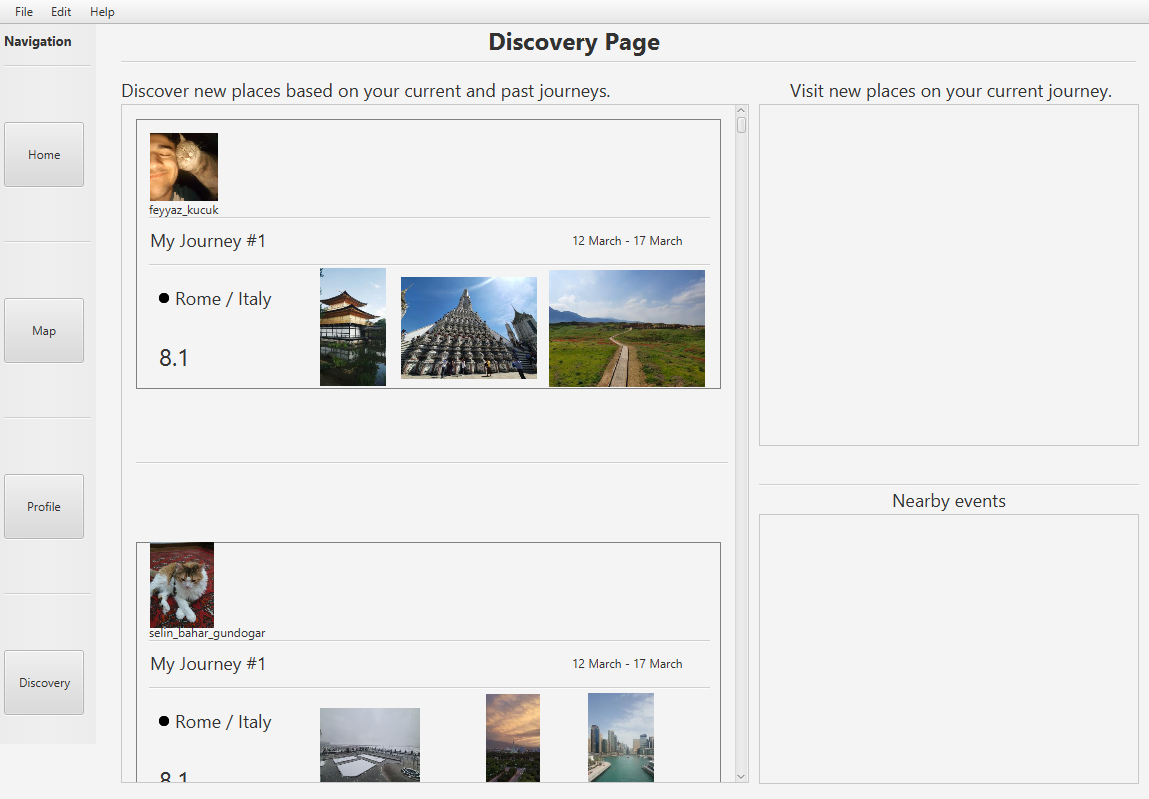 File Edit Help
Navigation
Home
Map
Profile
Discovery
Discovery Page
Discover new places based on your current and past journeys.
feyyaz_kucuk
My Journey #1 12 March - 17 March
Rome / Italy
8.1
selin_bahar_gundogar
My Journey #1 12 March - 17 March
Rome / Italy
8.1
Visit new places on your current journey.
Nearby events